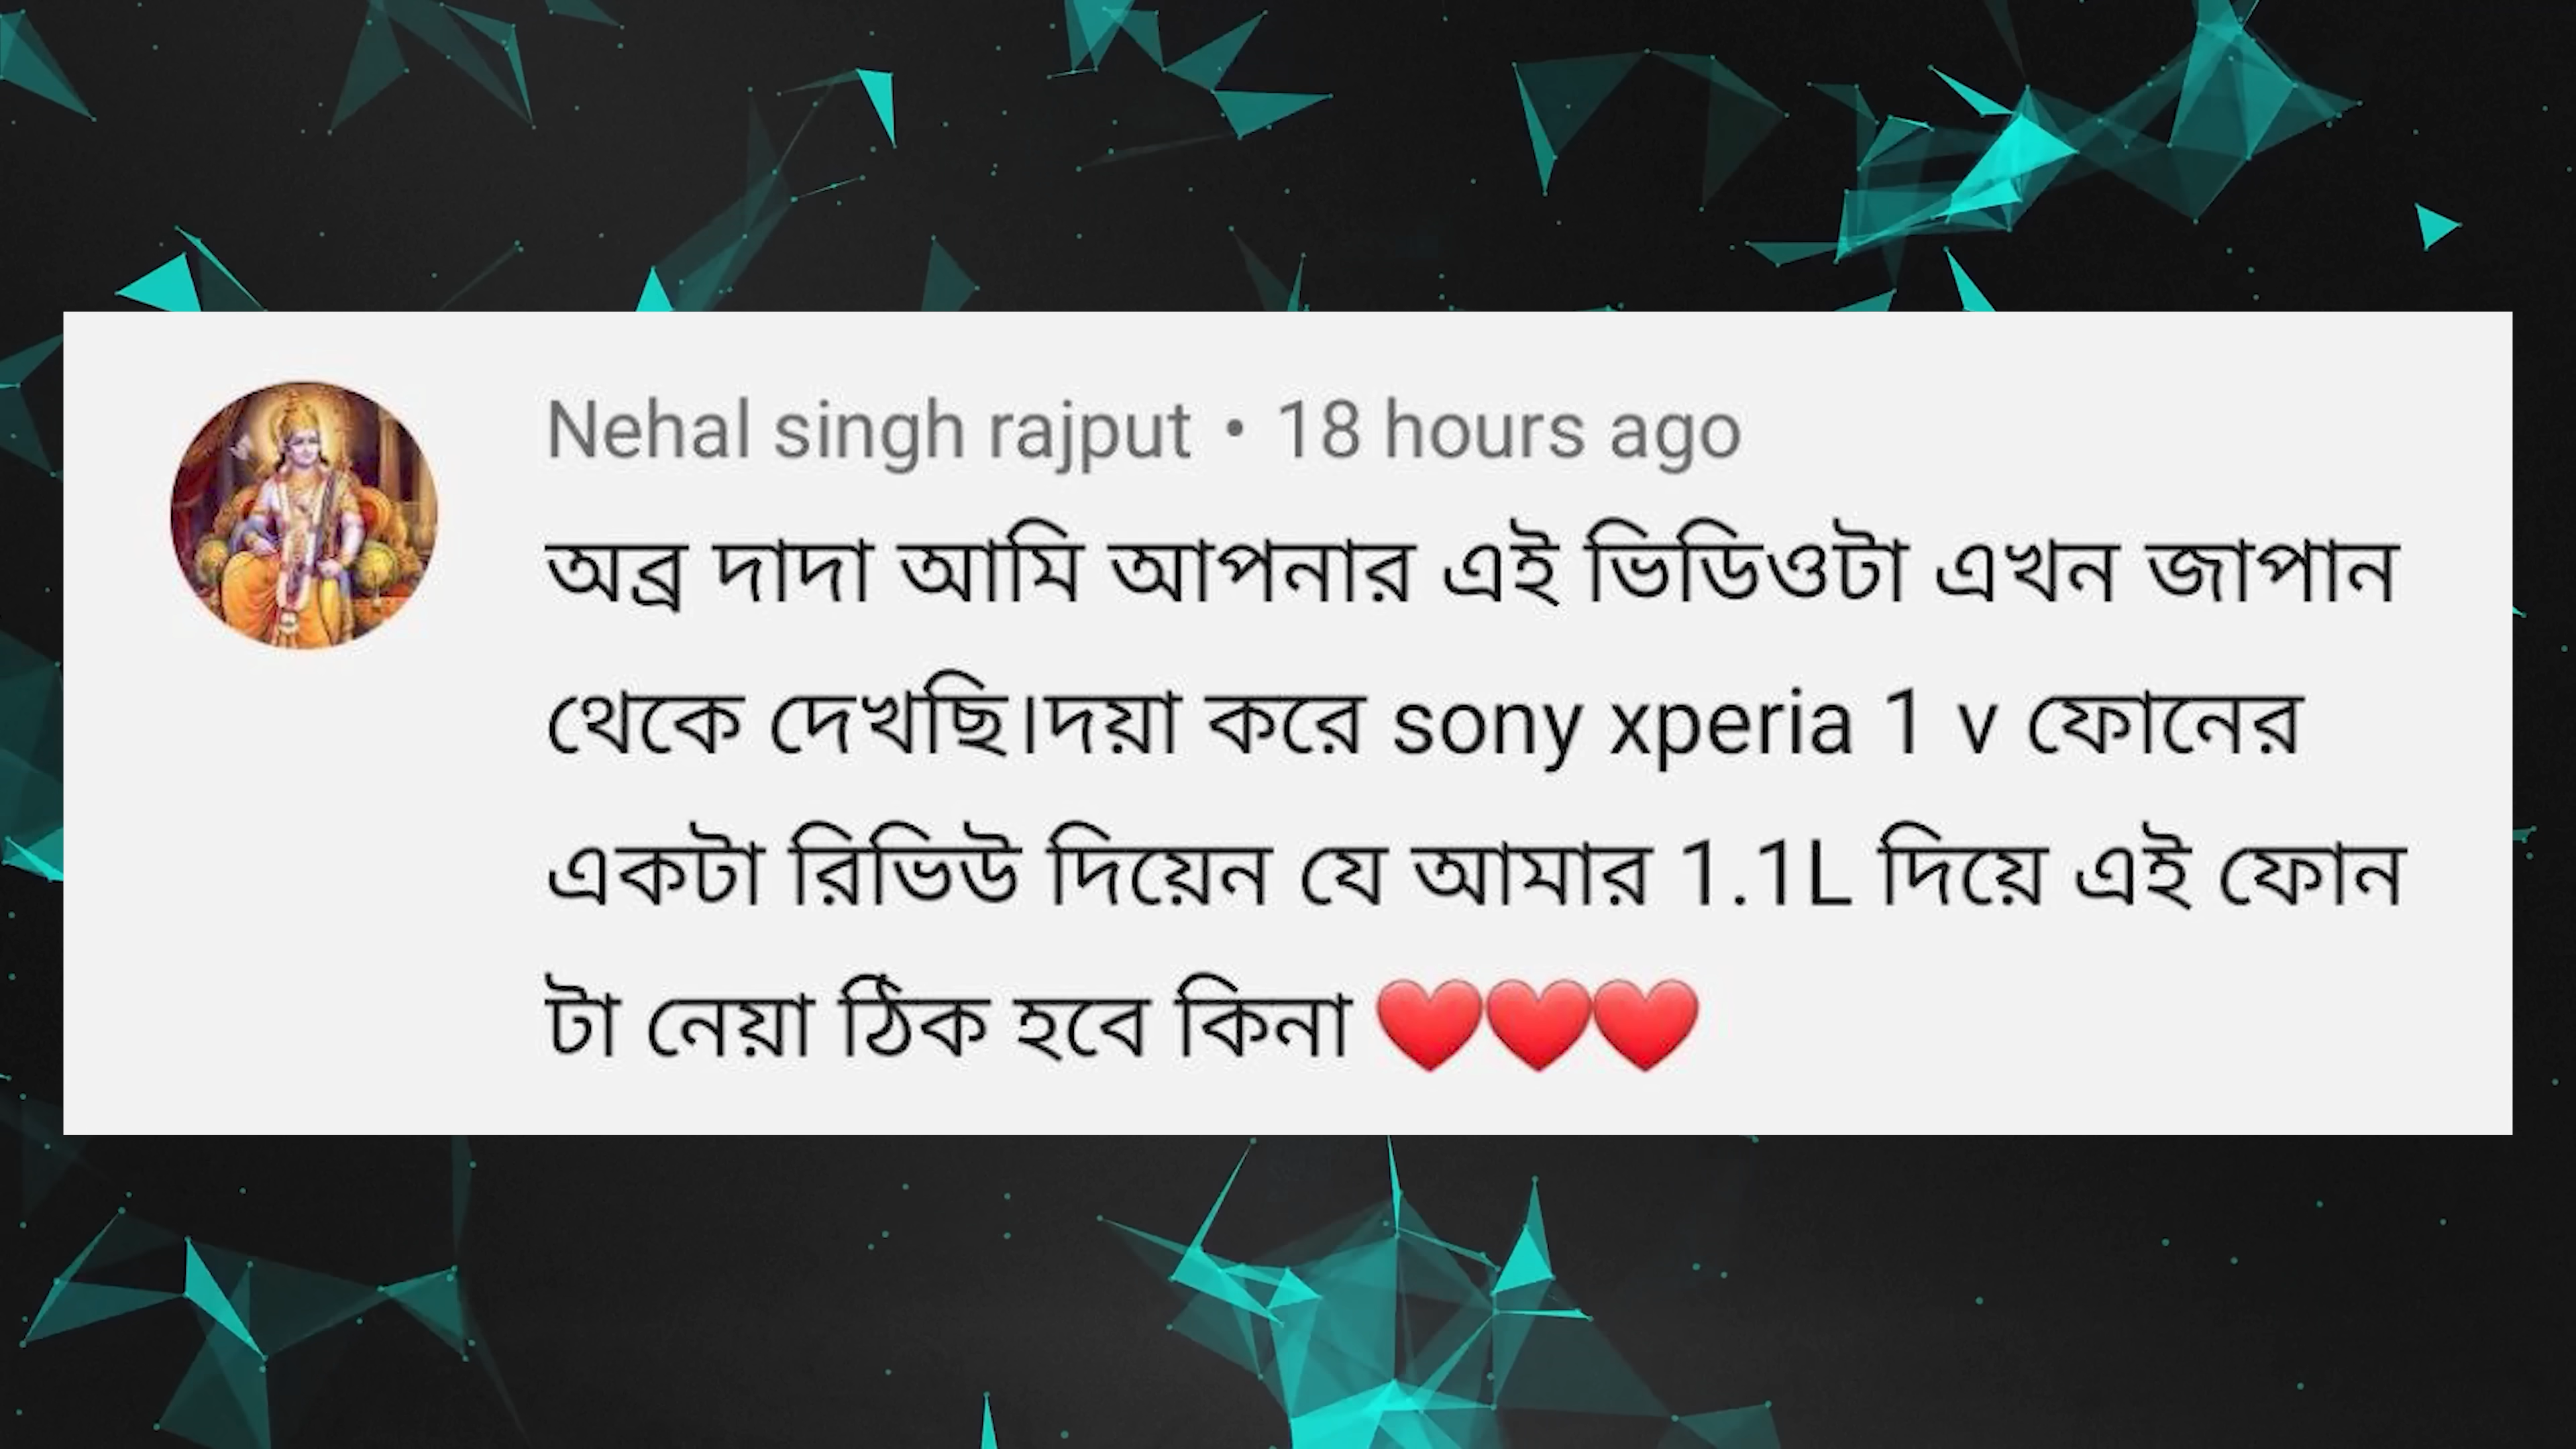 Nehal singh rajput • 18 hours ago
অব্র দাদা আমি আপনার এই ভিডিওটা এখন জাপান
থেকে দেখছি।দয়া করে sony xperia 1 v ফোনের
একটা রিভিউ দিয়েন যে আমার 1.1L দিয়ে এই ফোন
টা নেয়া ঠিক হবে কিনা ❤️❤️❤️